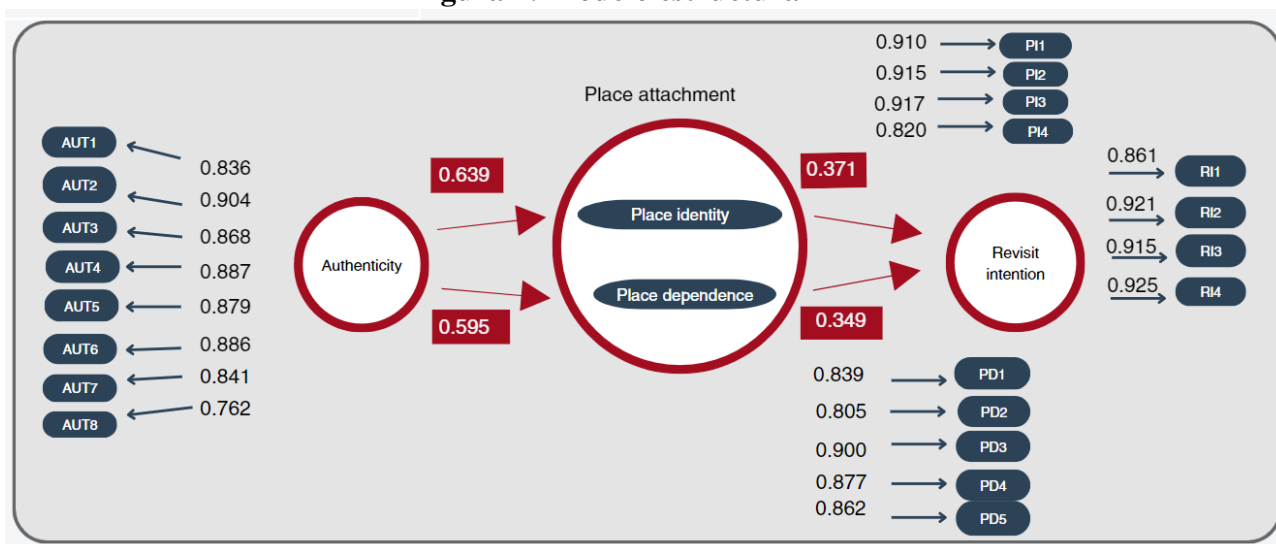 Place attachment
0.910 PI1
0.915 PI2
0.917 PI3
0.820 PI4
AUT1 0.836
AUT2 0.904
AUT3 0.868
AUT4 0.887
AUT5 0.879
AUT6 0.886
AUT7 0.841
AUT8 0.762
Authenticity
0.639
0.595
Place identity
Place dependence
0.371
0.349
Revisit
intention
0.861 RI1
0.921 RI2
0.915 RI3
0.925 RI4
0.839 PD1
0.805 PD2
0.900 PD3
0.877 PD4
0.862 PD5